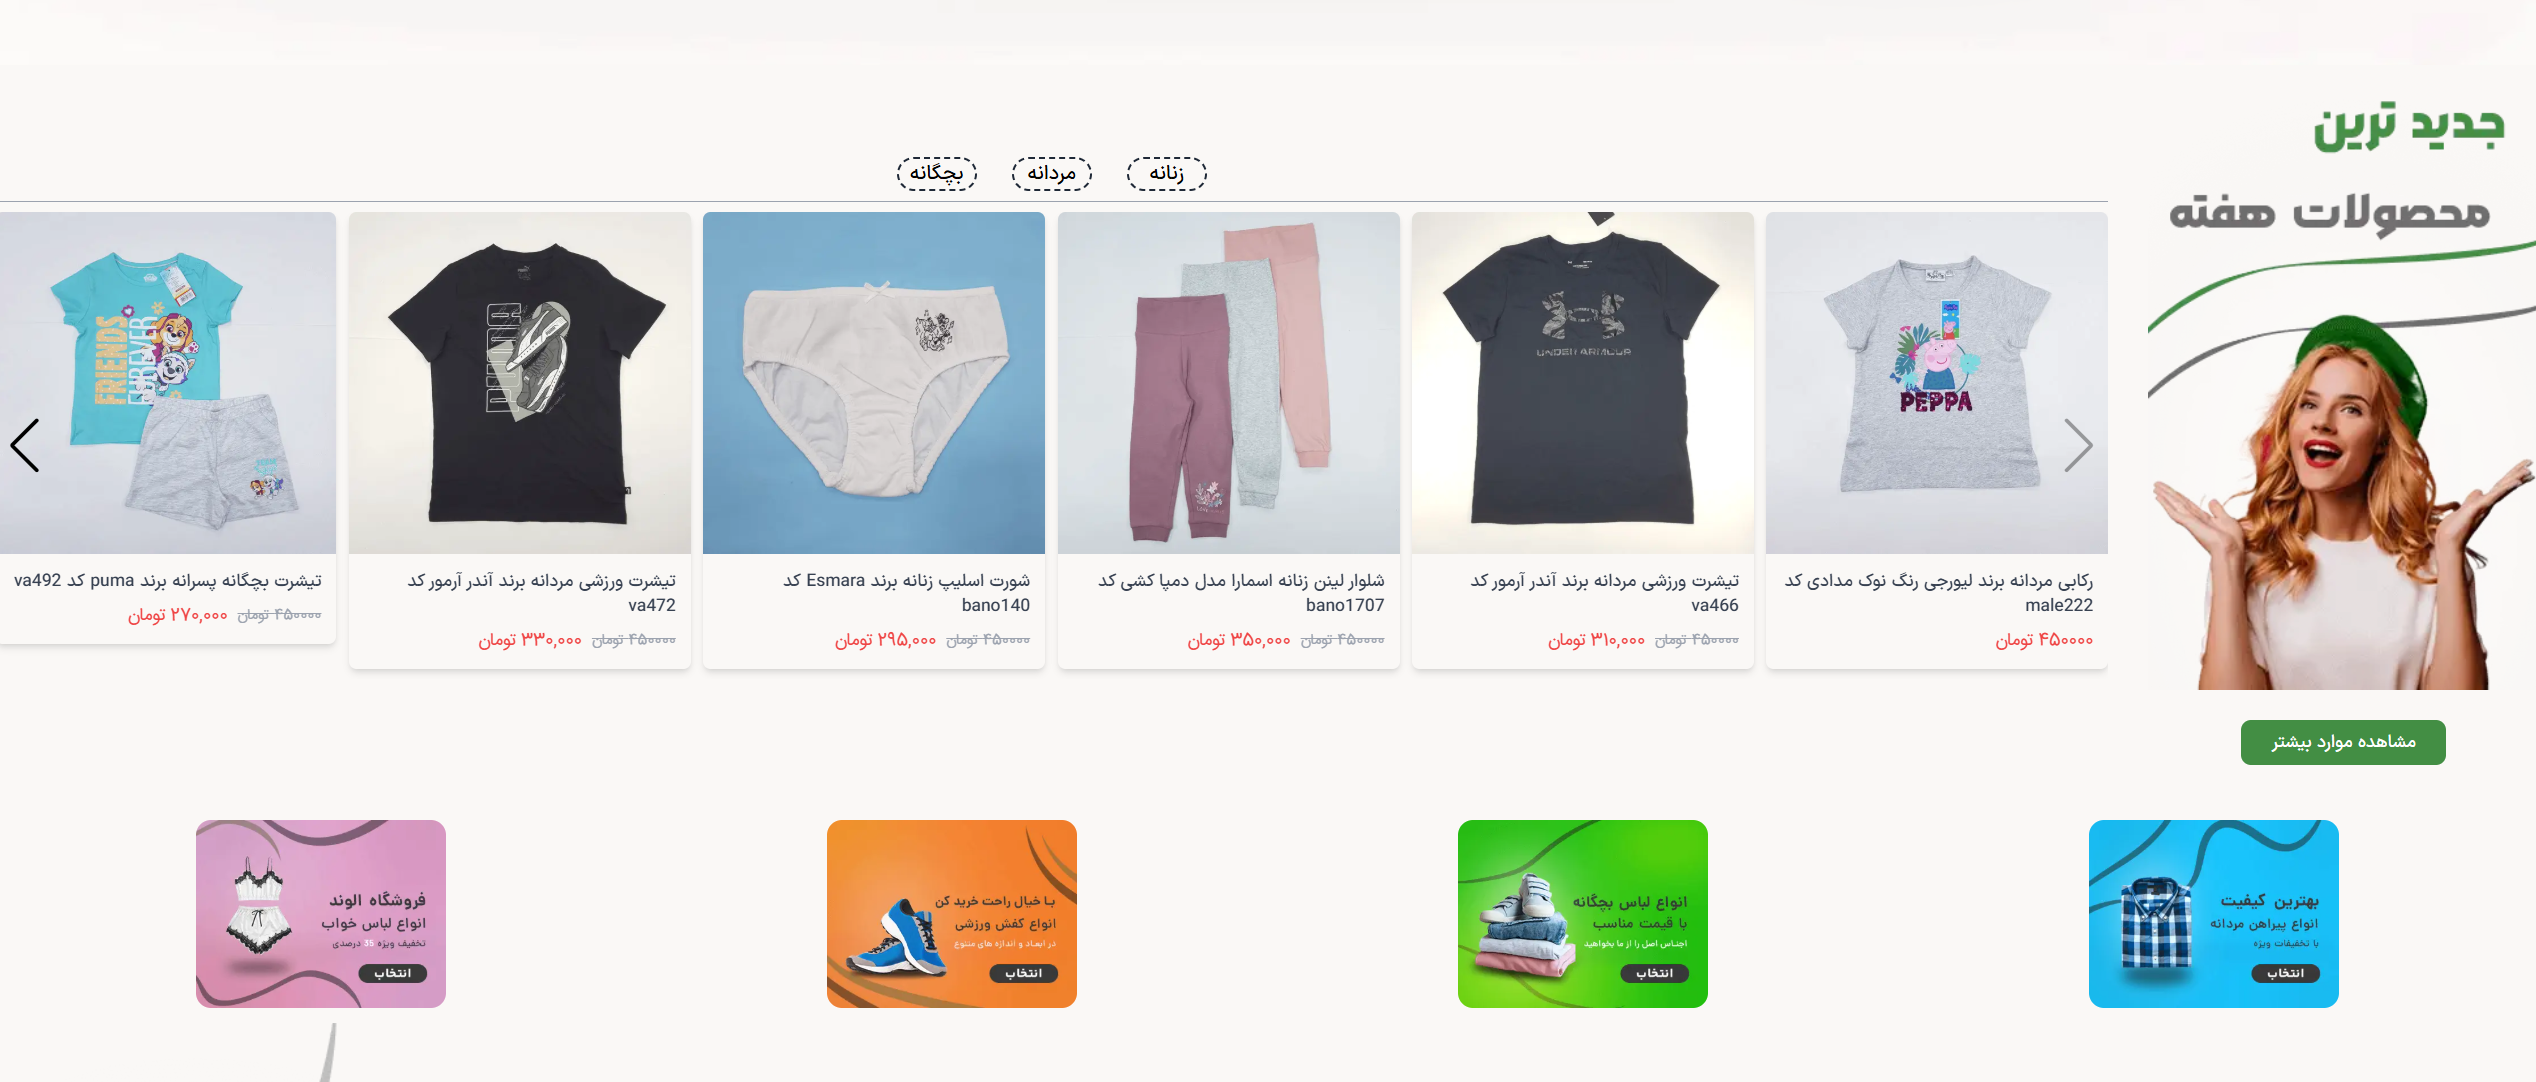 جدید ترین
محصولات هفته
زنانه
مردانه
بچگانه
PEPPA
رکابی مردانه برند لیورجی رنگ نوک مدادی کد
male222
۴۵۰۰۰۰ تومان
UNDER ARMOUR
تیشرت ورزشی مردانه برند آندر آرمور کد
va466
۴۵۰۰۰۰ تومان ۳۱۰,۰۰۰ تومان
شلوار لینن زنانه اسمارا مدل دمپا کشی کد
bano1707
۴۵۰۰۰۰ تومان ۳۵۰,۰۰۰ تومان
شورت اسلیپ زنانه برند Esmara کد
bano140
۴۵۰۰۰۰ تومان ۲۹۵,۰۰۰ تومان
PUMA
تیشرت ورزشی مردانه برند آندر آرمور کد
va472
۴۵۰۰۰۰ تومان ۳۳۰,۰۰۰ تومان
FRIENDS
FUREVER
تیشرت بچگانه پسرانه برند puma کد va492
۴۵۰۰۰۰ تومان ۲۷۰,۰۰۰ تومان
مشاهده موارد بیشتر
بهترین کیفیت
انواع پیراهن مردانه
با تخفیفات ویژه
انتخاب
انواع لباس بچگانه
با قیمت مناسب
اجناس اصل را از ما بخواهید
انتخاب
با خیال راحت خرید کن
انواع کفش ورزشی
در ابعاد و اندازه های متنوع
انتخاب
فروشگاه الوند
انواع لباس خواب
تخفیف ویژه 35 درصدی
انتخاب